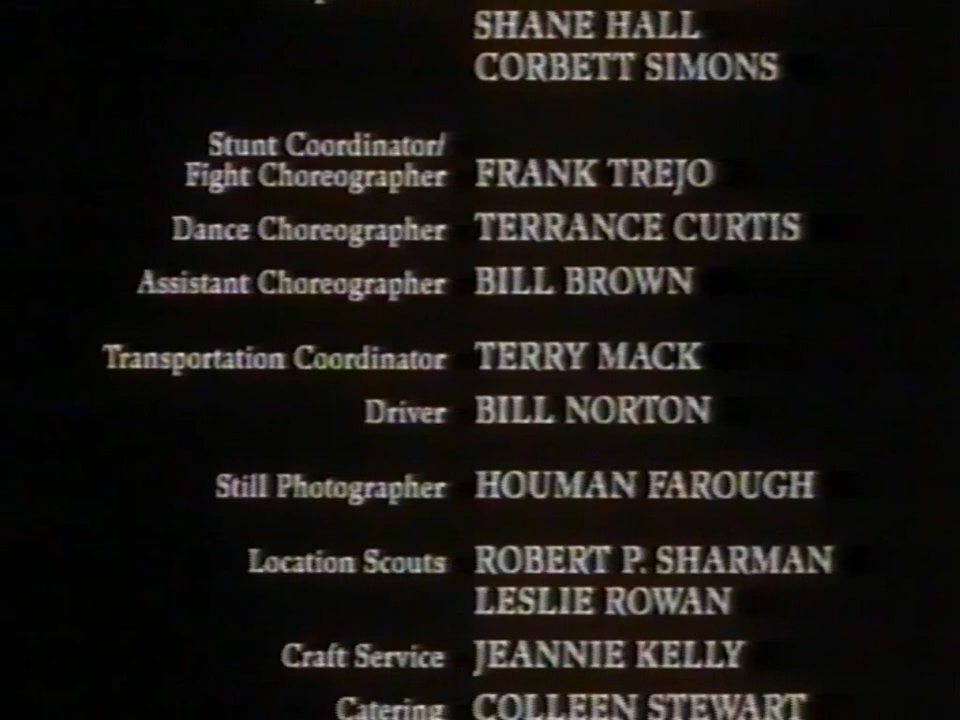 SHANE HALL
CORBETT SIMONS
Stunt Coordinator/
Fight Choreographer FRANK TREJO
Dance Choreographer TERRANCE CURTIS
Assistant Choreographer BILL BROWN
Transportation Coordinator TERRY MACK
Driver BILL NORTON
Still Photographer HOUMAN FAROUGH
Location Scouts ROBERT P. SHARMAN
LESLIE ROWAN
Craft Service JEANNIE KELLY
Catering COLLEEN STEWART